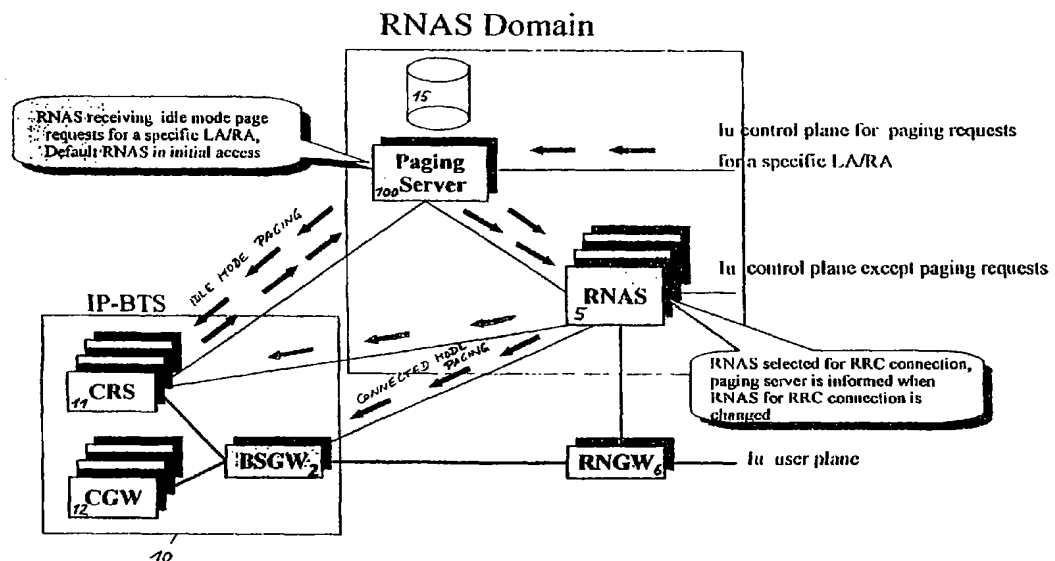 RNAS Domain
15
RNAS receiving idle mode page
requests for a specific LA/RA,
Default RNAS in initial access
Iu control plane for paging requests
for a specific LA/RA
Paging
Server
100
IDLE MODE PAGING
Iu control plane except paging requests
RNAS
5
IP-BTS
CONNECTED MODE
PAGING
RNAS selected for RRC connection,
paging server is informed when
RNAS for RRC connection is
changed
CRS
11
BSGW
2
RNGW
6
Iu user plane
CGW
12
10